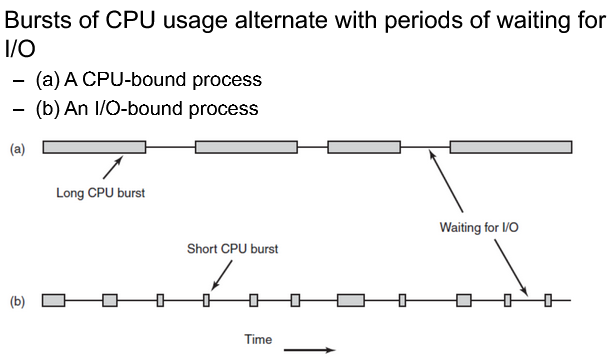 Bursts of CPU usage alternate with periods of waiting for
I/O
– (a) A CPU-bound process
– (b) An I/O-bound process
(a)
Long CPU burst
Waiting for I/O
Short CPU burst
(b)
Time